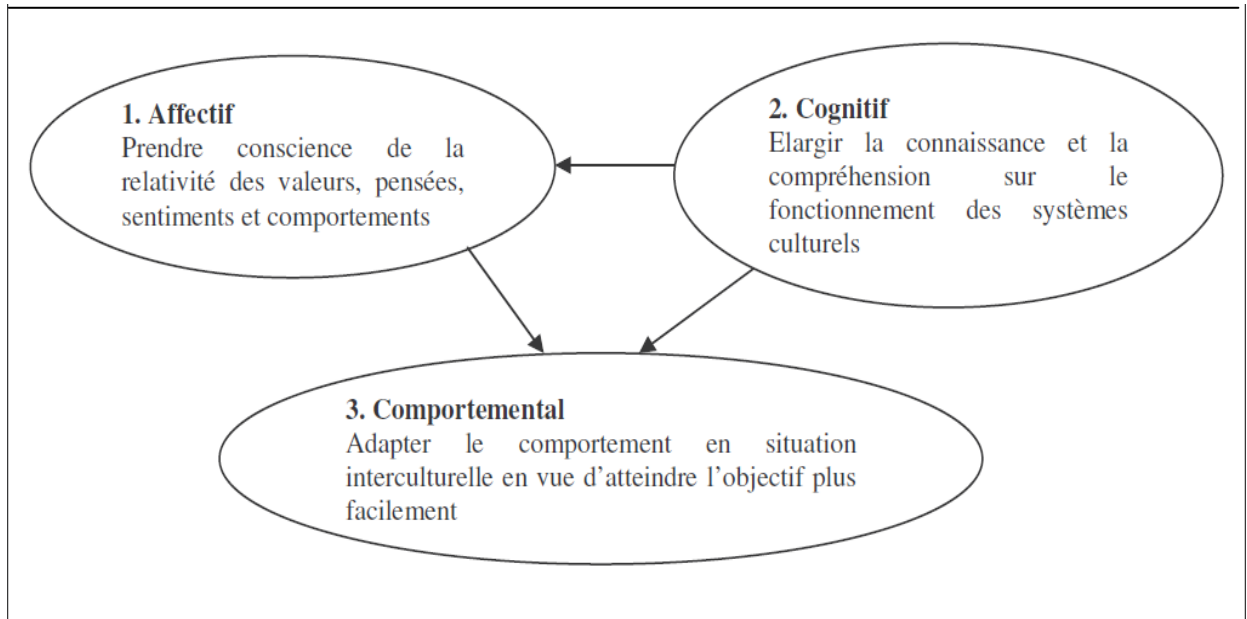 1. Affectif
Prendre conscience de la
relativité des valeurs, pensées,
sentiments et comportements
2. Cognitif
Elargir la connaissance et la
compréhension sur le
fonctionnement des systèmes
culturels
3. Comportemental
Adapter le comportement en situation
interculturelle en vue d’atteindre l’objectif plus
facilement